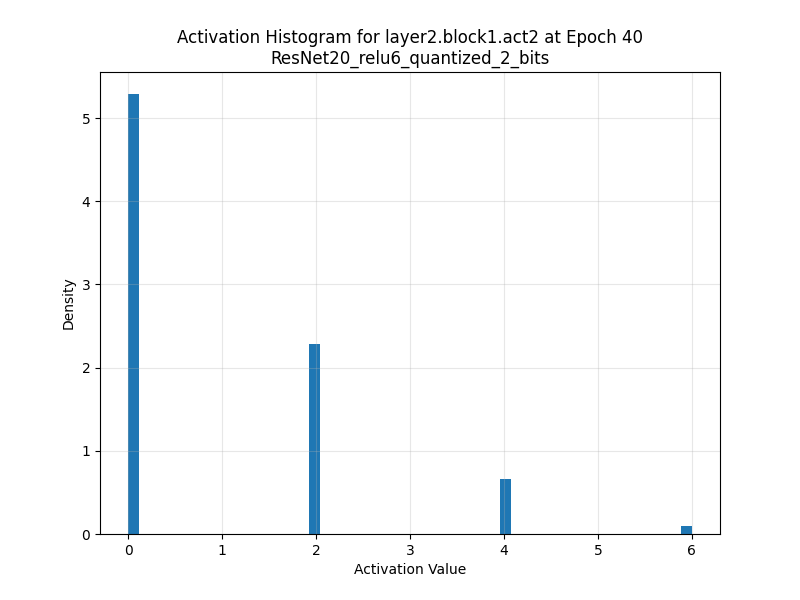 Activation Histogram for layer2.block1.act2 at Epoch 40
ResNet20_relu6_quantized_2_bits
5
4
3
2
1
0
Density
0 1 2 3 4 5 6
Activation Value